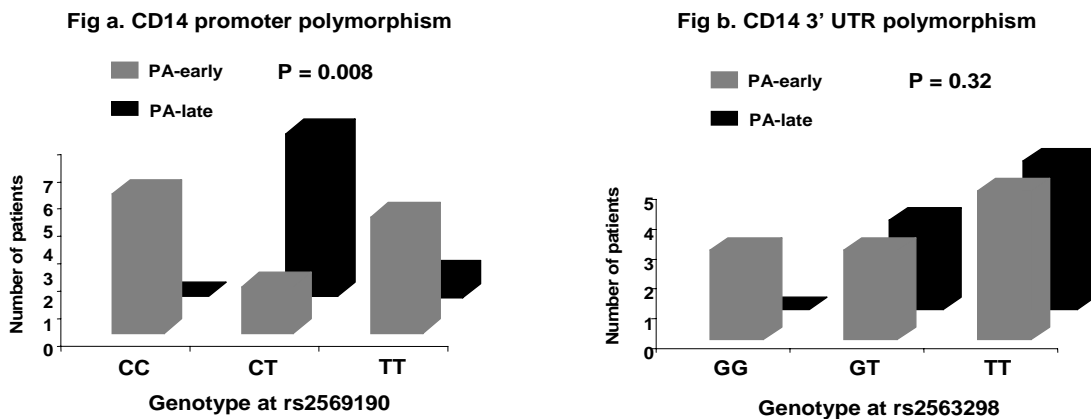 Fig a. CD14 promoter polymorphism
PA-early
P = 0.008
PA-late
Number of patients
7
6
5
4
3
2
1
0
CC
CT
TT
Genotype at rs2569190
Fig b. CD14 3' UTR polymorphism
PA-early
P = 0.32
PA-late
Number of patients
5
4
3
2
1
0
GG
GT
TT
Genotype at rs2563298